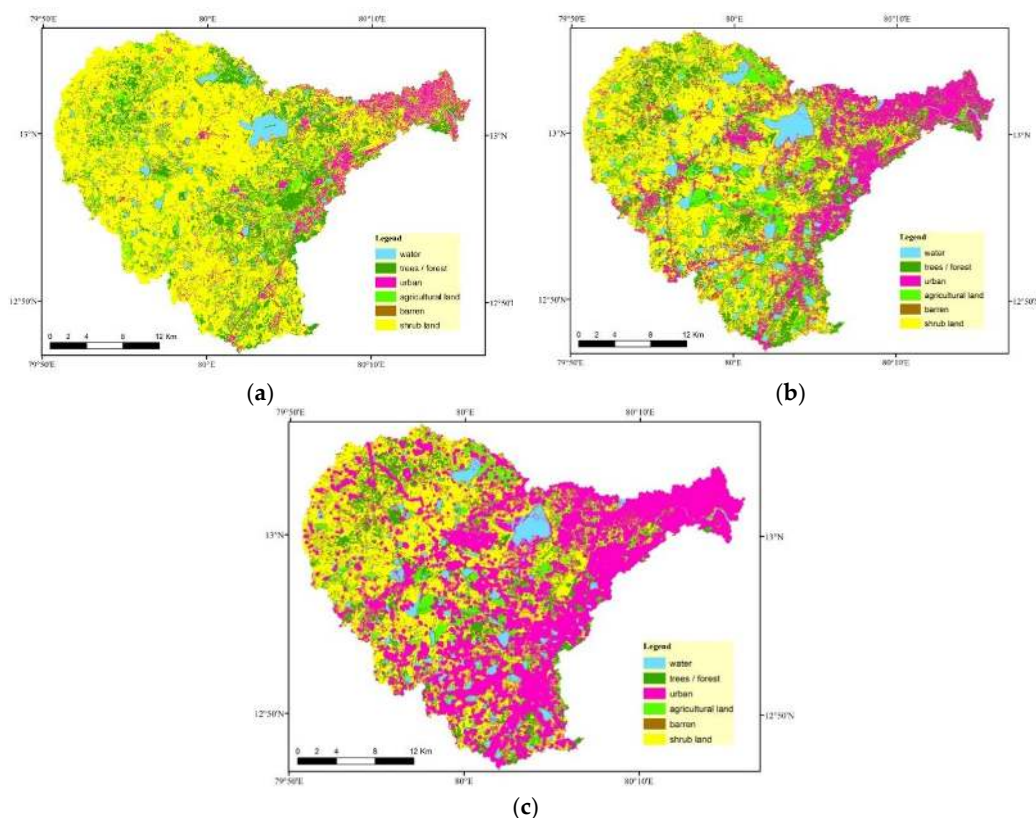 79°50'E 80°E 80°10'E
13°N 13°N
Legend
water
trees / forest
urban
agricultural land
barren
shrub land
12°50'N 12°50'
0 2 4 8 12 Km
79°50'E 80°E 80°10'E
(a)
79°50'E 80°E 80°10'E
13°N 13°N
Legend
water
trees / forest
urban
agricultural land
barren
shrub land
12°50'N 12°50'
0 2 4 8 12 Km
79°50'E 80°E 80°10'E
(b)
79°50'E 80°E 80°10'E
13°N 13°N
Legend
water
trees / forest
urban
agricultural land
barren
shrub land
12°50'N 12°50'N
0 2 4 8 12 Km
79°50'E 80°E 80°10'E
(c)